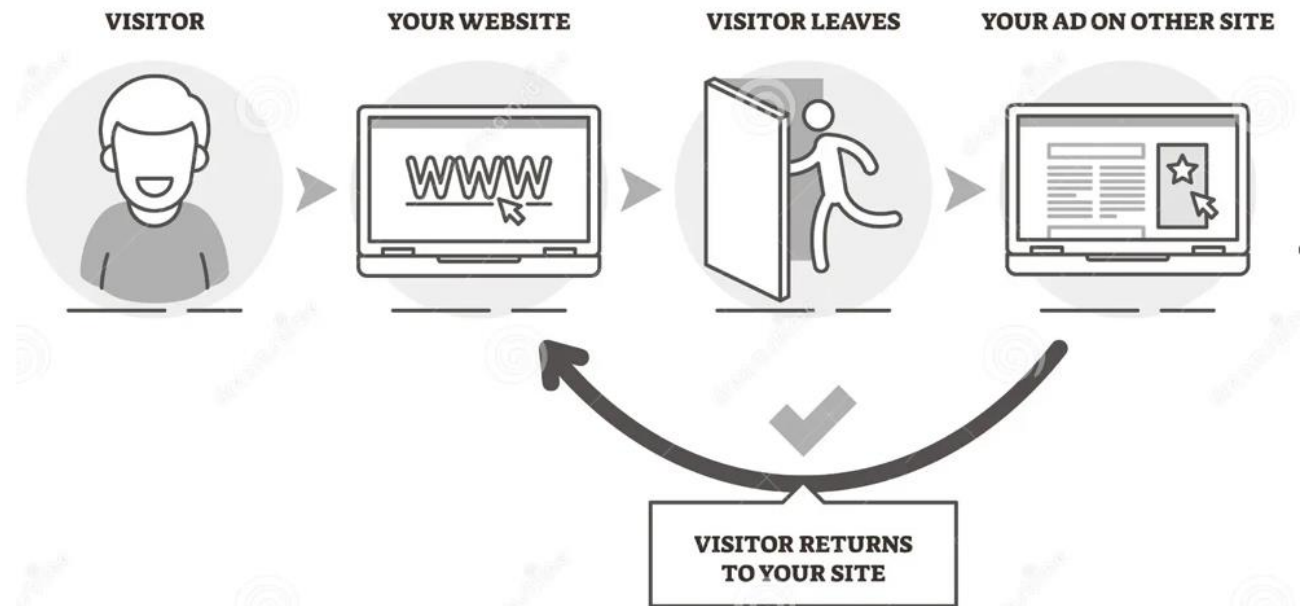 VISITOR
YOUR WEBSITE
VISITOR LEAVES
YOUR AD ON OTHER SITE
WWW
VISITOR RETURNS
TO YOUR SITE